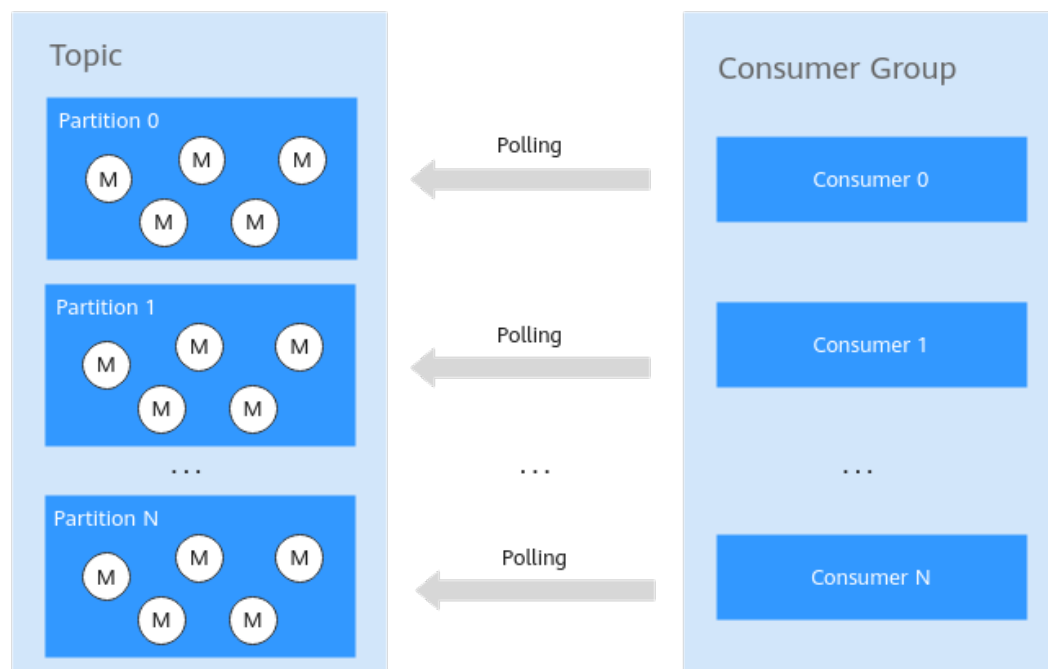 Topic
Partition 0
M
M
M
M
M
Partition 1
M
M
M
M
M
...
Partition N
M
M
M
M
M
Polling
Polling
...
Polling
Consumer Group
Consumer 0
Consumer 1
...
Consumer N